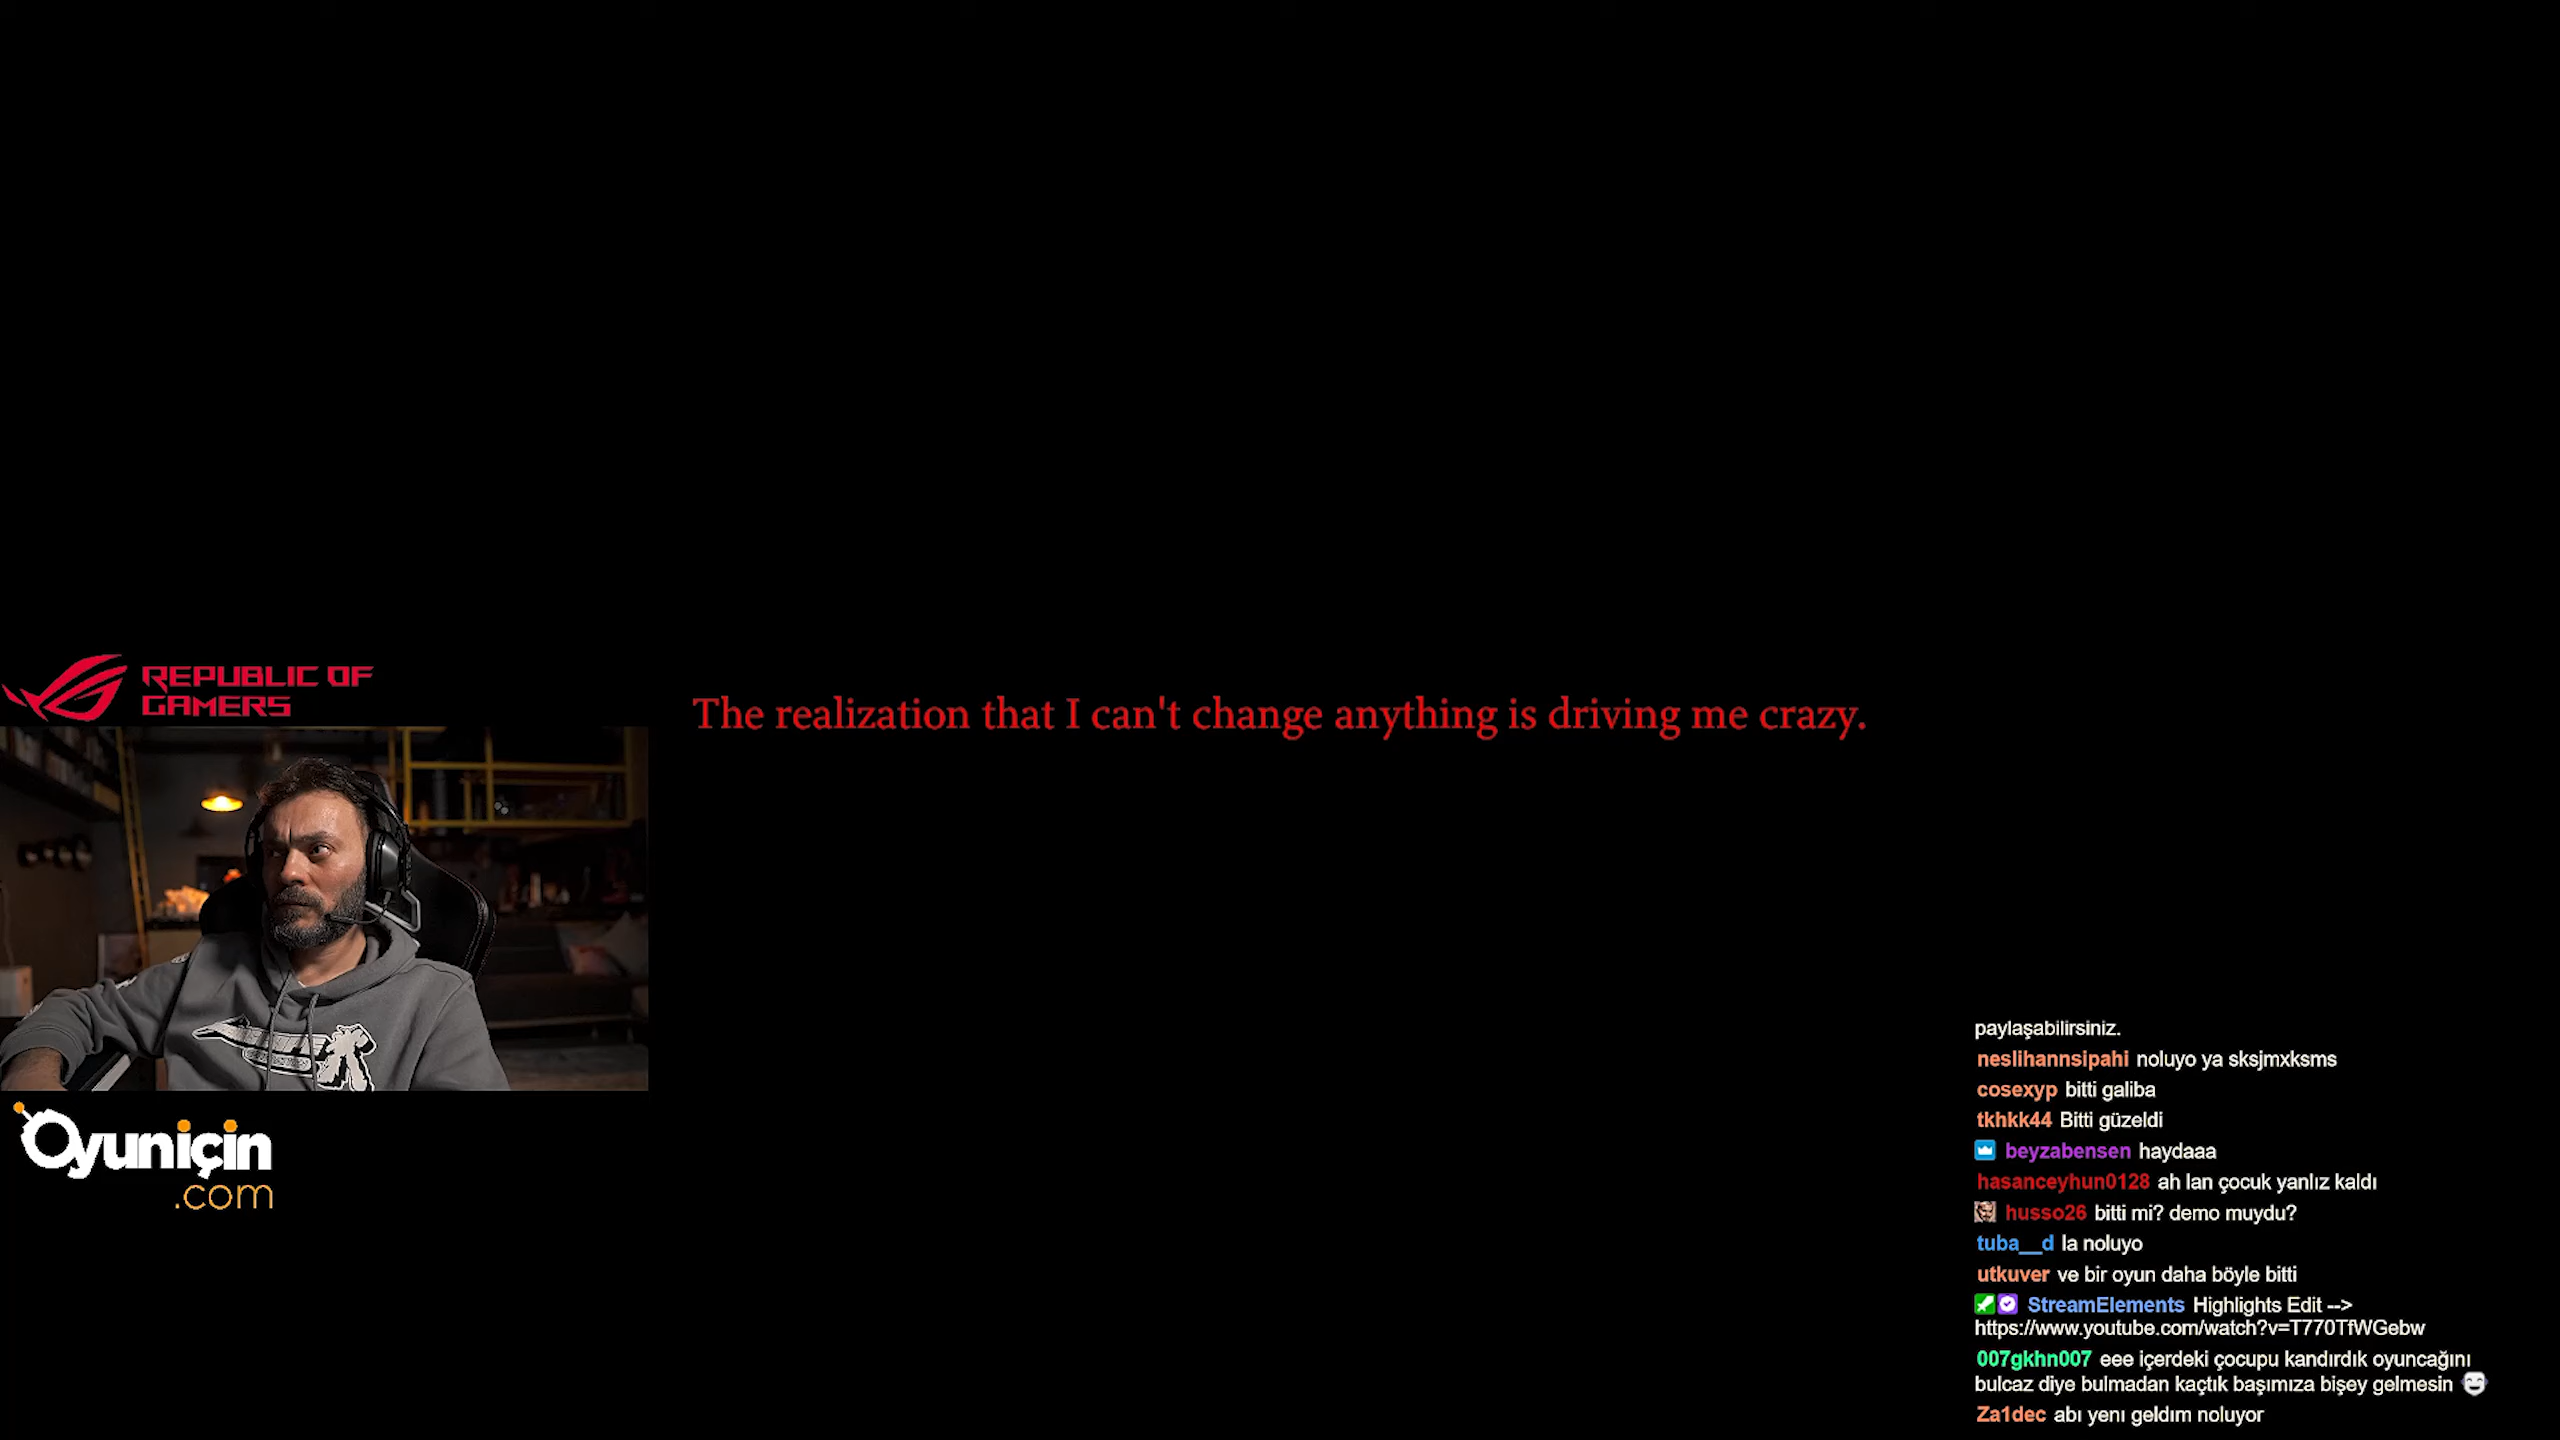 REPUBLIC OF
GAMERS
The realization that I can't change anything is driving me crazy.
Oyuniçin
.com
paylaşabilirsiniz.
neslihannsipahi noluyo ya sksjmxksms
cosexyp bitti galiba
tkhkk44 Bitti güzeldi
beyzabensen haydaaa
hasanceyhun0128 ah lan çocuk yanlız kaldı
husso26 bitti mi? demo muydu?
tuba__d la noluyo
utkuver ve bir oyun daha böyle bitti
StreamElements Highlights Edit -->
https://www.youtube.com/watch?v=T770TfWGebw
007gkhn007 eee içerdeki çocupu kandırdık oyuncağını
bulcaz diye bulmadan kaçtık başımıza bişey gelmesin
Za1dec abı yenı geldım noluyor